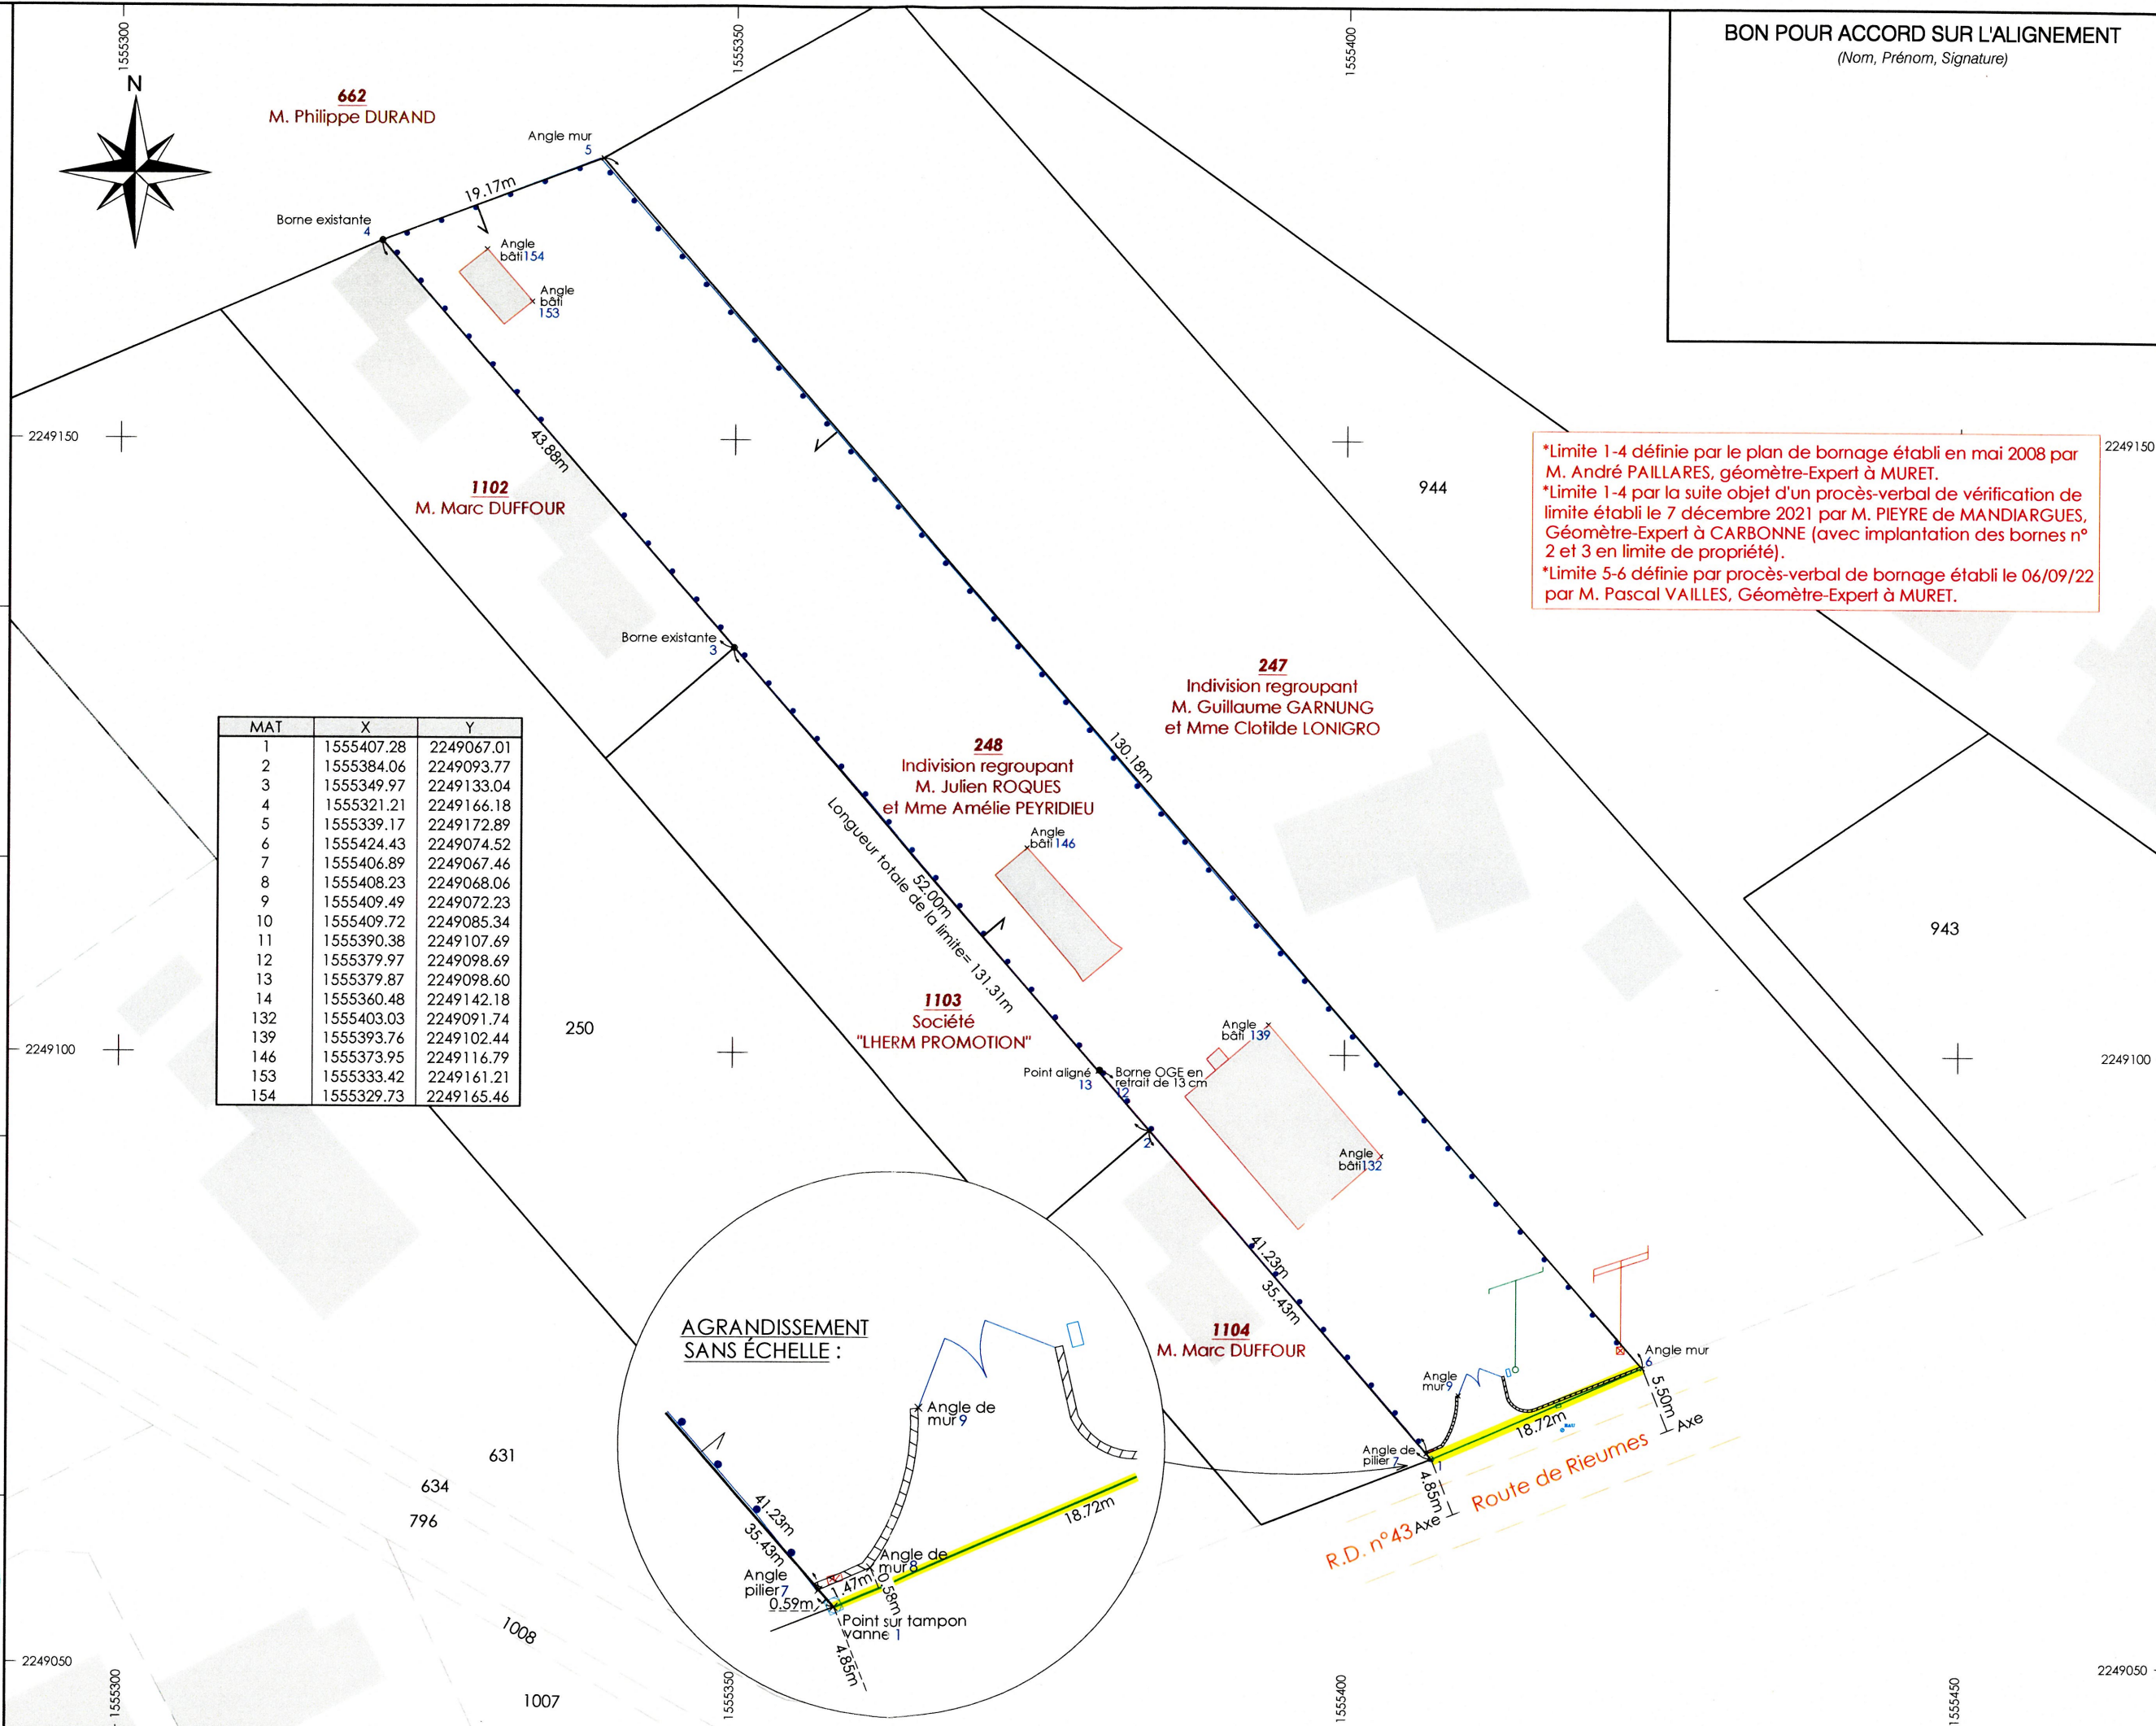 1555300
1555350
1555400
BON POUR ACCORD SUR L'ALIGNEMENT
(Nom, Prénom, Signature)
N
662
M. Philippe DURAND
Angle mur
5
19.17m
Borne existante
4
Angle
bâti 154
Angle
bâti
153
2249150
2249150
43.88m
1102
M. Marc DUFFOUR
944
*Limite 1-4 définie par le plan de bornage établi en mai 2008 par
M. André PAILLARES, géomètre-Expert à MURET.
*Limite 1-4 par la suite objet d'un procès-verbal de vérification de
limite établi le 7 décembre 2021 par M. PIEYRE de MANDIARGUES,
Géomètre-Expert à CARBONNE (avec implantation des bornes n°
2 et 3 en limite de propriété).
*Limite 5-6 définie par procès-verbal de bornage établi le 06/09/22
par M. Pascal VAILLES, Géomètre-Expert à MURET.
Borne existante
3
247
Indivision regroupant
M. Guillaume GARNUNG
et Mme Clotilde LONIGRO
MAT X Y
1 1555407.28 2249067.01
2 1555384.06 2249093.77
3 1555349.97 2249133.04
4 1555321.21 2249166.18
5 1555339.17 2249172.89
6 1555424.43 2249074.52
7 1555406.89 2249067.46
8 1555408.23 2249068.06
9 1555409.49 2249072.23
10 1555409.72 2249085.34
11 1555390.38 2249107.69
12 1555379.97 2249098.69
13 1555379.87 2249098.60
14 1555360.48 2249142.18
132 1555403.03 2249091.74
139 1555393.76 2249102.44
146 1555373.95 2249116.79
153 1555333.42 2249161.21
154 1555329.73 2249165.46
248
Indivision regroupant
M. Julien ROQUES
et Mme Amélie PEYRIDIEU
130.18m
Angle
bâti 146
52.00m
Longueur totale de la limite= 131.31m
943
1103
Société
"LHERM PROMOTION"
250
Angle
bâti 139
2249100
2249100
Point aligné
13
Borne OGE en
retrait de 13 cm
12
2
Angle
bâti 132
41.23m
35.43m
1104
M. Marc DUFFOUR
Angle mur
6
Angle
mur 9
5.50m
Axe
18.72m
Angle de
pilier 7
1
4.85m
Axe
R.D. n°43
Route de Rieumes
AGRANDISSEMENT
SANS ÉCHELLE :
Angle de
mur 9
41.23m
35.43m
18.72m
Angle de
mur 8
Angle
pilier 7
1.47m
0.58m
0.59m
Point sur tampon
vanne 1
4.85m
631
634
796
1008
1007
2249050
2249050
1555300
1555350
1555400
1555450